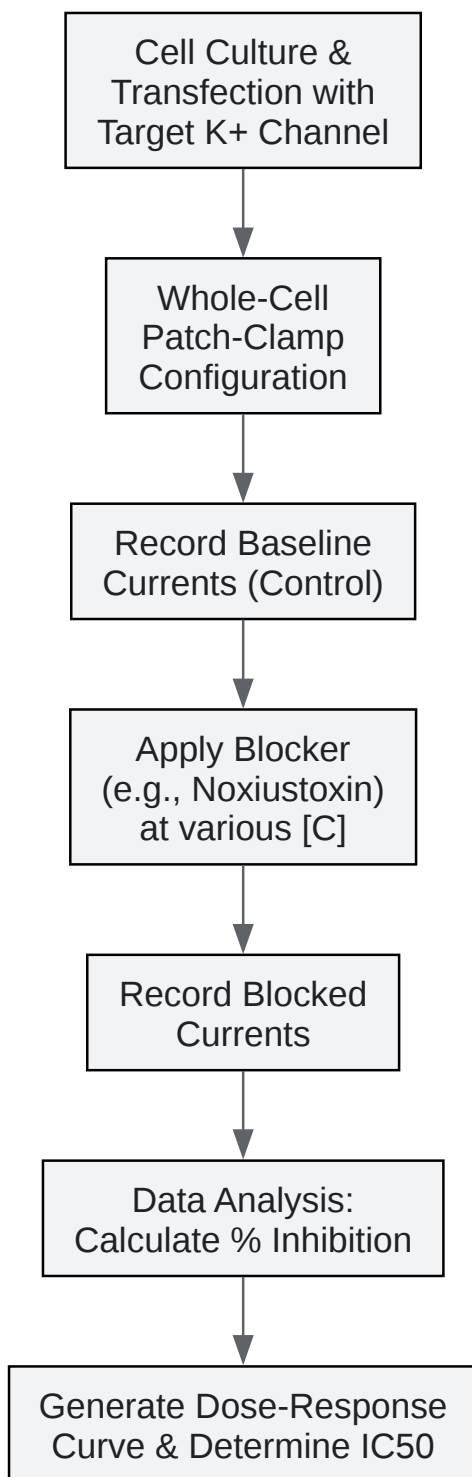 Cell Culture &
Transfection with
Target K+ Channel
Whole-Cell
Patch-Clamp
Configuration
Record Baseline
Currents (Control)
Apply Blocker
(e.g., Noxiustoxin)
at various [C]
Record Blocked
Currents
Data Analysis:
Calculate % Inhibition
Generate Dose-Response
Curve & Determine IC50